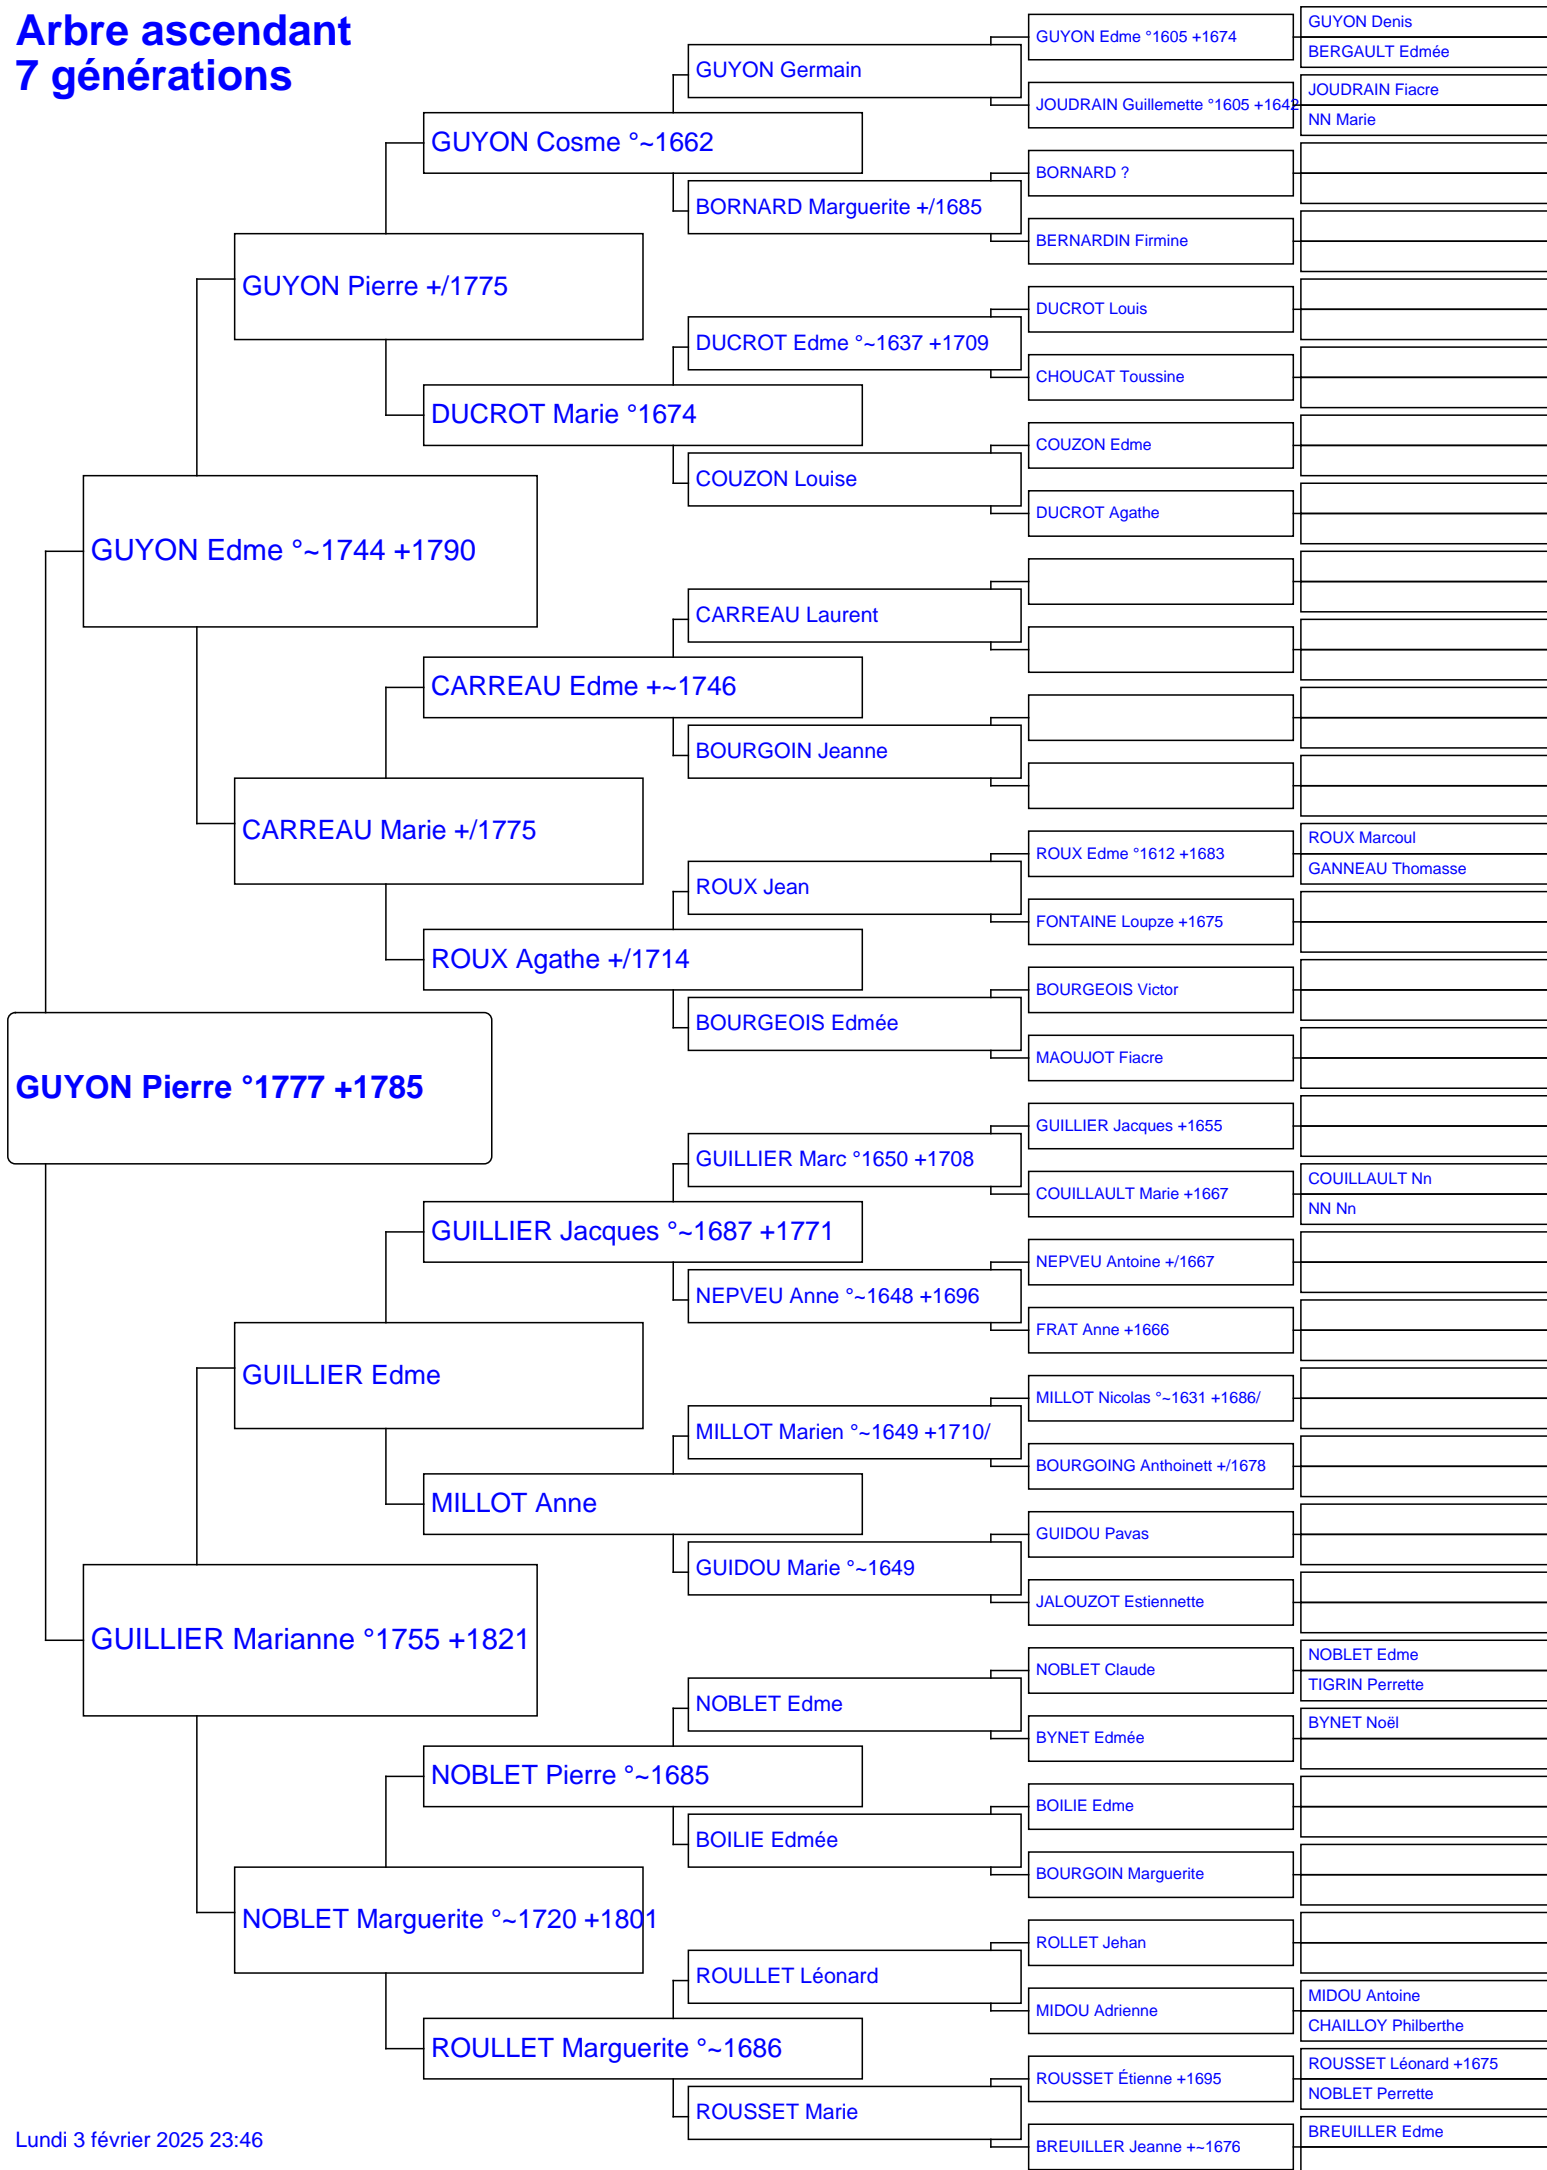 Arbre ascendant
7 générations
GUYON Denis
GUYON Edme °1605 +1674
BERGAULT Edmée
GUYON Germain
JOUDRAIN Fiacre
JOUDRAIN Guillemette °1605 +1642
NN Marie
GUYON Cosme °~1662
BORNARD ?
BORNARD Marguerite +/1685
BERNARDIN Firmine
GUYON Pierre +/1775
DUCROT Louis
DUCROT Edme °~1637 +1709
CHOUCAT Toussine
DUCROT Marie °1674
COUZON Edme
COUZON Louise
DUCROT Agathe
GUYON Edme °~1744 +1790
CARREAU Laurent
CARREAU Edme +~1746
BOURGOIN Jeanne
CARREAU Marie +/1775
ROUX Marcoul
ROUX Edme °1612 +1683
GANNEAU Thomasse
ROUX Jean
FONTAINE Loupze +1675
ROUX Agathe +/1714
BOURGEOIS Victor
BOURGEOIS Edmée
MAOUJOT Fiacre
GUYON Pierre °1777 +1785
GUILLIER Jacques +1655
GUILLIER Marc °1650 +1708
COUILLAULT Nn
COUILLAULT Marie +1667
NN Nn
GUILLIER Jacques °~1687 +1771
NEPVEU Antoine +/1667
NEPVEU Anne °~1648 +1696
FRAT Anne +1666
GUILLIER Edme
MILLOT Nicolas °~1631 +1686/
MILLOT Marien °~1649 +1710/
BOURGOING Anthoinett +/1678
MILLOT Anne
GUIDOU Pavas
GUIDOU Marie °~1649
JALOUZOT Estiennette
GUILLIER Marianne °1755 +1821
NOBLET Edme
NOBLET Claude
TIGRIN Perrette
NOBLET Edme
BYNET Noël
BYNET Edmée
NOBLET Pierre °~1685
BOILIE Edme
BOILIE Edmée
BOURGOIN Marguerite
NOBLET Marguerite °~1720 +1801
ROLLET Jehan
ROULLET Léonard
MIDOU Antoine
MIDOU Adrienne
CHAILLOY Philberthe
ROULLET Marguerite °~1686
ROUSSET Léonard +1675
ROUSSET Étienne +1695
NOBLET Perrette
ROUSSET Marie
BREUILLER Edme
BREUILLER Jeanne +~1676
Lundi 3 février 2025 23:46